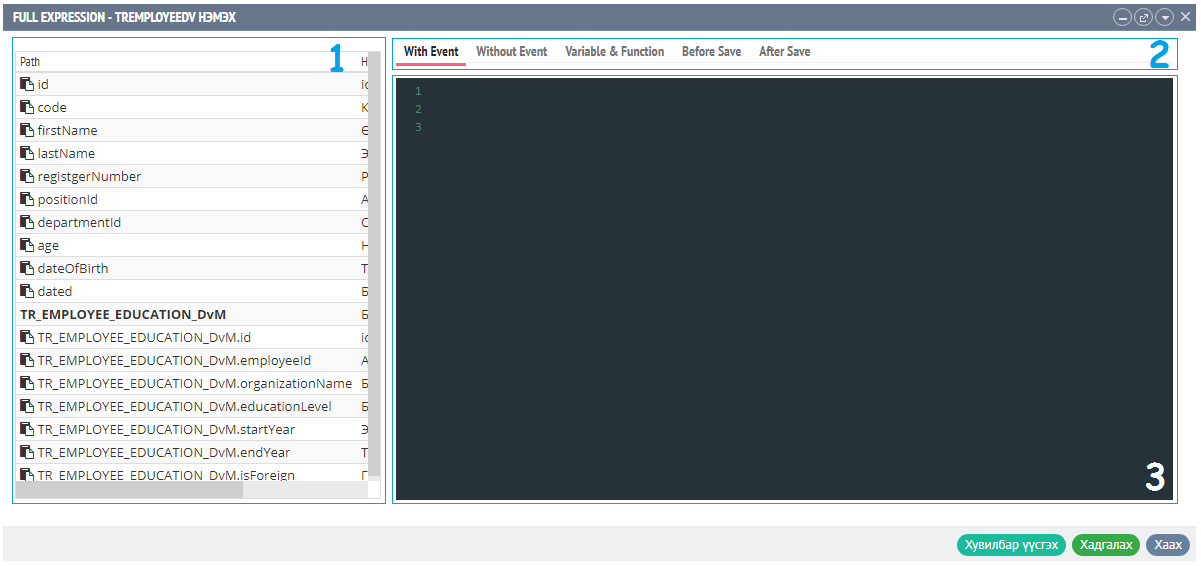 FULL EXPRESSION - TREMPLOYEEDV НЭМЭХ
1
Path Н
id id
code К
firstName Ө
lastName Э
registgerNumber Р
positionId А
departmentId
age Н
dateOfBirth Т
dated Б
TR_EMPLOYEE_EDUCATION_DvM Б
TR_EMPLOYEE_EDUCATION_DvM.id id
TR_EMPLOYEE_EDUCATION_DvM.employeeId А
TR_EMPLOYEE_EDUCATION_DvM.organizationName Б
TR_EMPLOYEE_EDUCATION_DvM.educationLevel Б
TR_EMPLOYEE_EDUCATION_DvM.startYear Э
TR_EMPLOYEE_EDUCATION_DvM.endYear Т
TR_EMPLOYEE_EDUCATION_DvM.isForeign Г
With Event Without Event Variable & Function Before Save After Save 2
1
2
3
3
Хувилбар үүсгэх Хадгалах Хаах